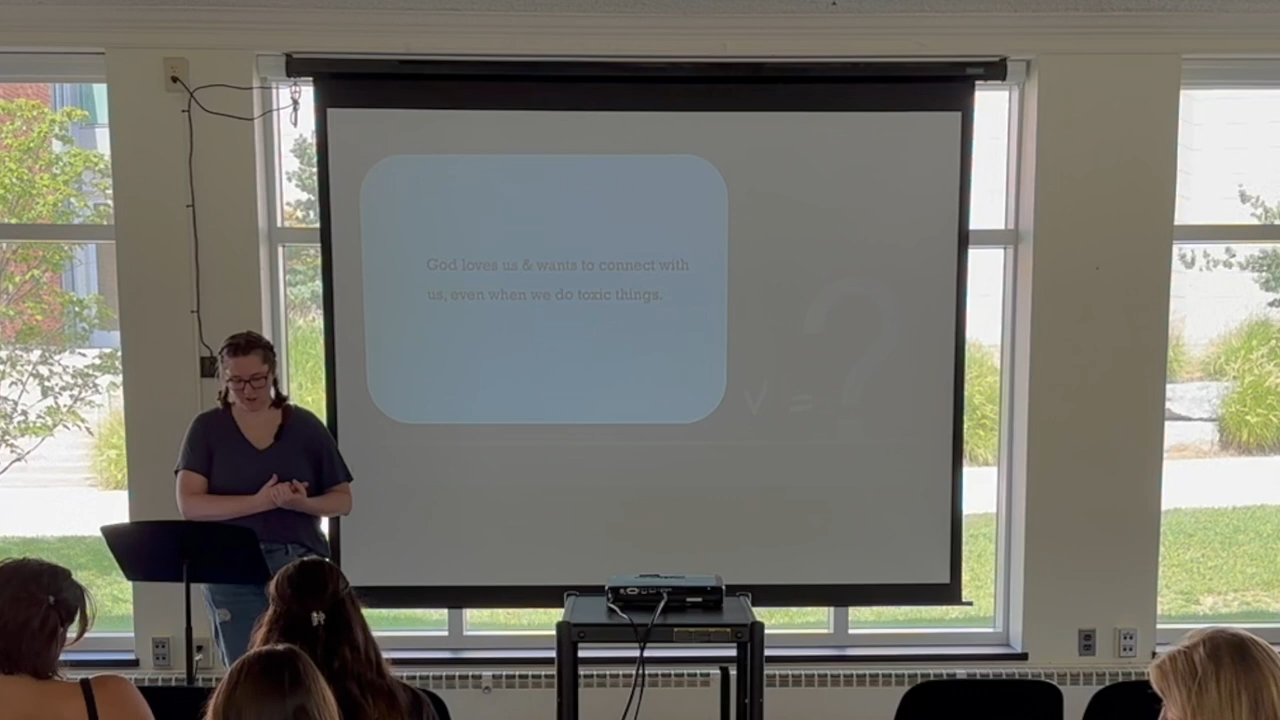 God loves us & wants to connect with
us, even when we do toxic things.
v = ?